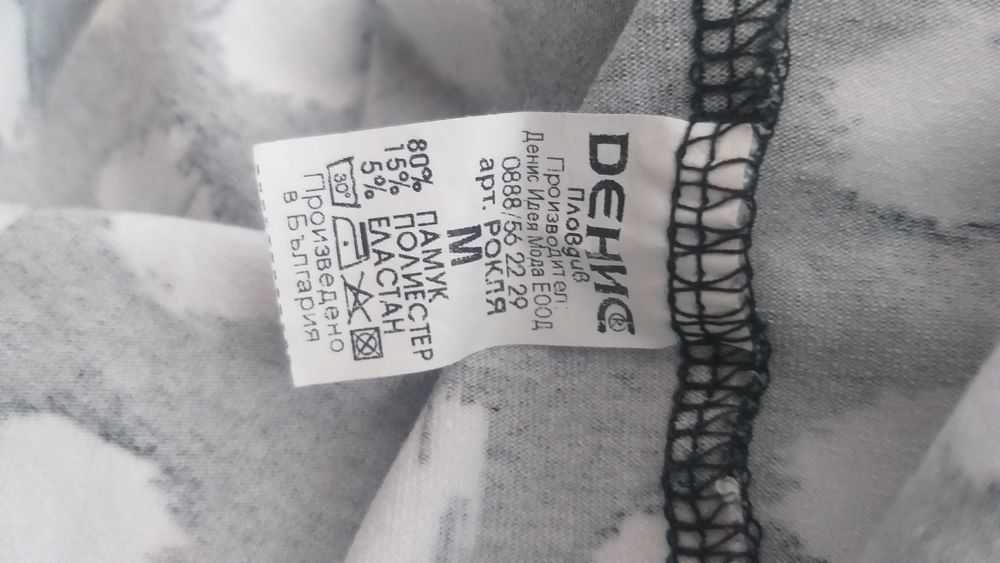 DEНИС®
Пловдив
Производител:
Денис Идея Мода ЕООД
0888/56 22 29
арт. РОКЛЯ
M
80% ПАМУК
15% ПОЛИЕСТЕР
5% ЕЛАСТАН
30°
Произведено
в България